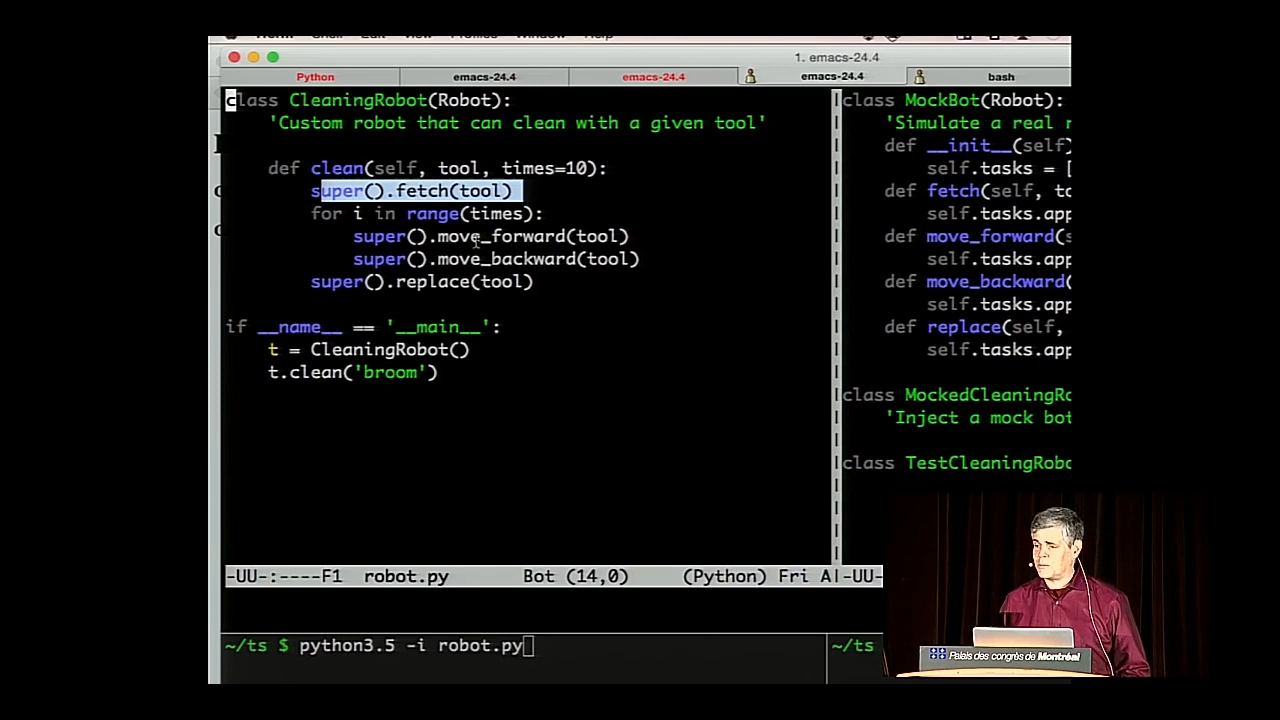 1. emacs-24.4
Python
emacs-24.4
emacs-24.4
emacs-24.4
bash
class CleaningRobot(Robot):
'Custom robot that can clean with a given tool'
def clean(self, tool, times=10):
super().fetch(tool)
for i in range(times):
super().move_forward(tool)
super().move_backward(tool)
super().replace(tool)
if __name__ == '__main__':
t = CleaningRobot()
t.clean('broom')
-UU-:----F1 robot.py Bot (14,0) (Python) Fri A
~/ts $ python3.5 -i robot.py
class MockBot(Robot):
'Simulate a real r
def __init__(self)
self.tasks = [
def fetch(self, to
self.tasks.app
def move_forward(s
self.tasks.app
def move_backward(
self.tasks.app
def replace(self,
self.tasks.app
class MockedCleaningRo
'Inject a mock bot
class TestCleaningRobo
-UU-
~/ts
Palais des congrès de Montréal